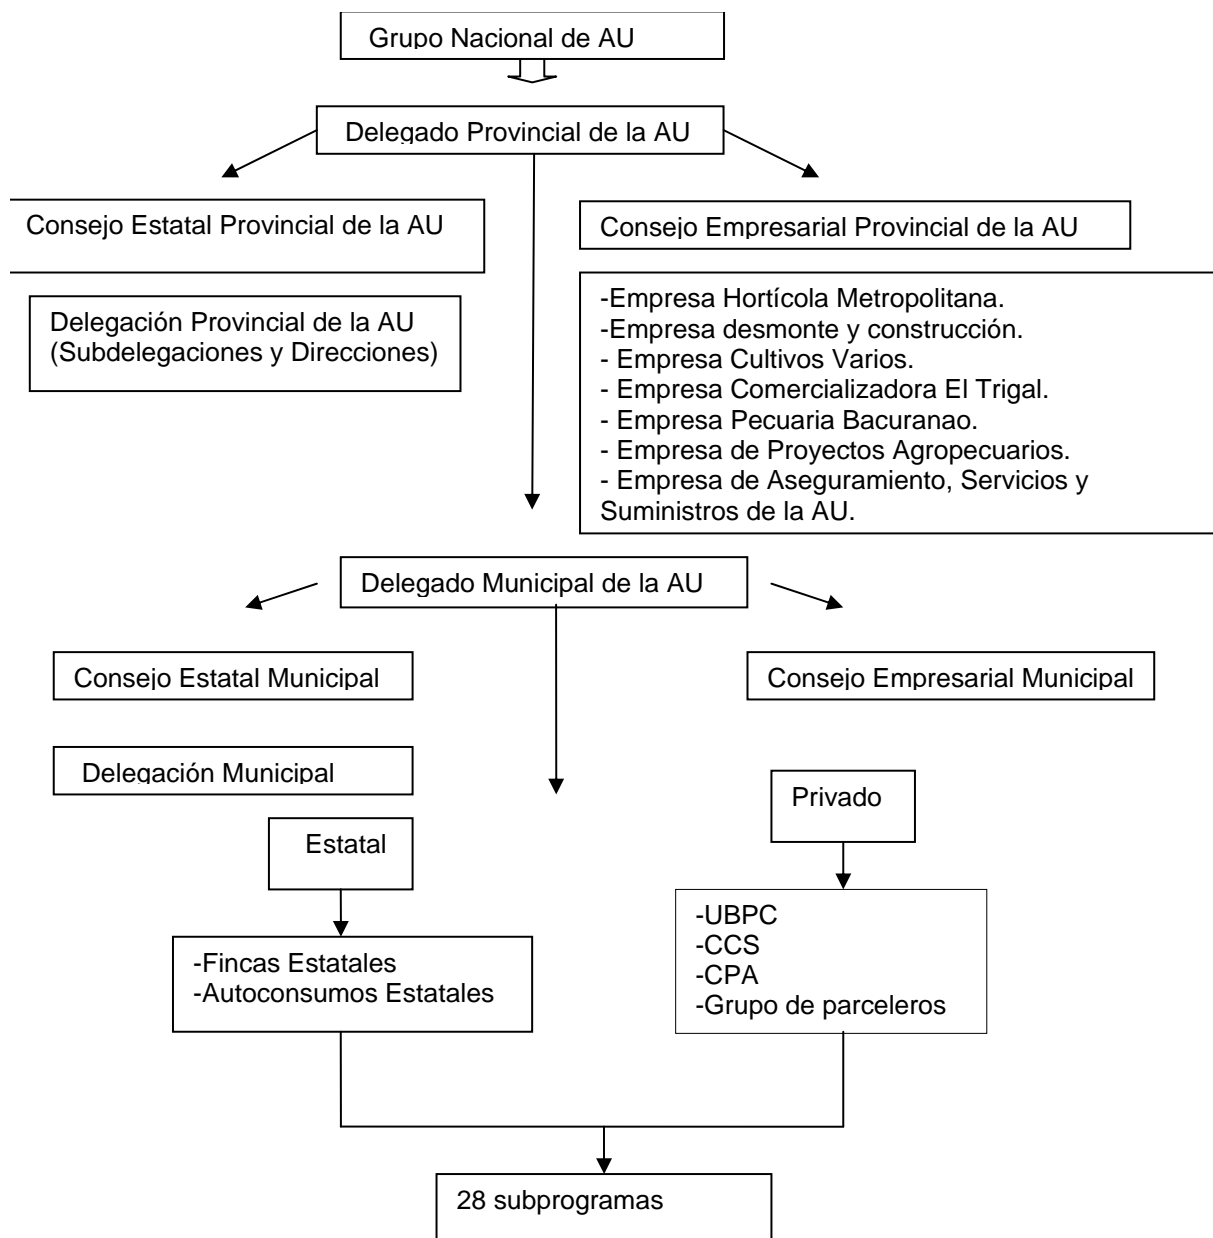 Grupo Nacional de AU
Delegado Provincial de la AU
Consejo Estatal Provincial de la AU
Consejo Empresarial Provincial de la AU
Delegación Provincial de la AU
(Subdelegaciones y Direcciones)
-Empresa Hortícola Metropolitana.
-Empresa desmonte y construcción.
- Empresa Cultivos Varios.
- Empresa Comercializadora El Trigal.
- Empresa Pecuaria Bacuranao.
- Empresa de Proyectos Agropecuarios.
- Empresa de Aseguramiento, Servicios y
Suministros de la AU.
Delegado Municipal de la AU
Consejo Estatal Municipal
Consejo Empresarial Municipal
Delegación Municipal
Privado
Estatal
-Fincas Estatales
-Autoconsumos Estatales
-UBPC
-CCS
-CPA
-Grupo de parceleros
28 subprogramas